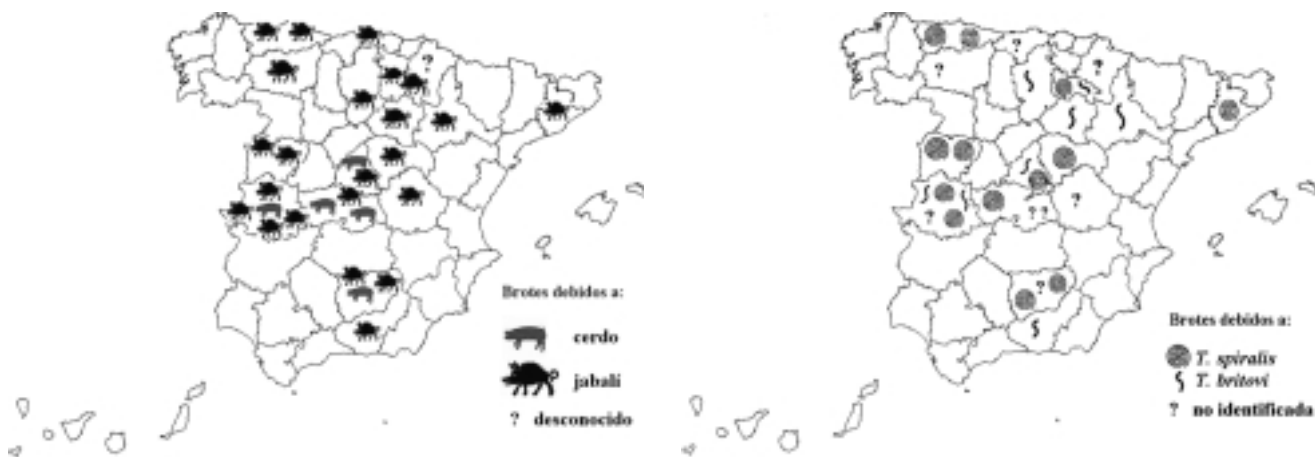 ?
Brotes debidos a:
cerdo
jabalí
? desconocido
?
?
?
?
? ? ?
?
?
Brotes debidos a:
T. spiralis
T. britovi
? no identificada